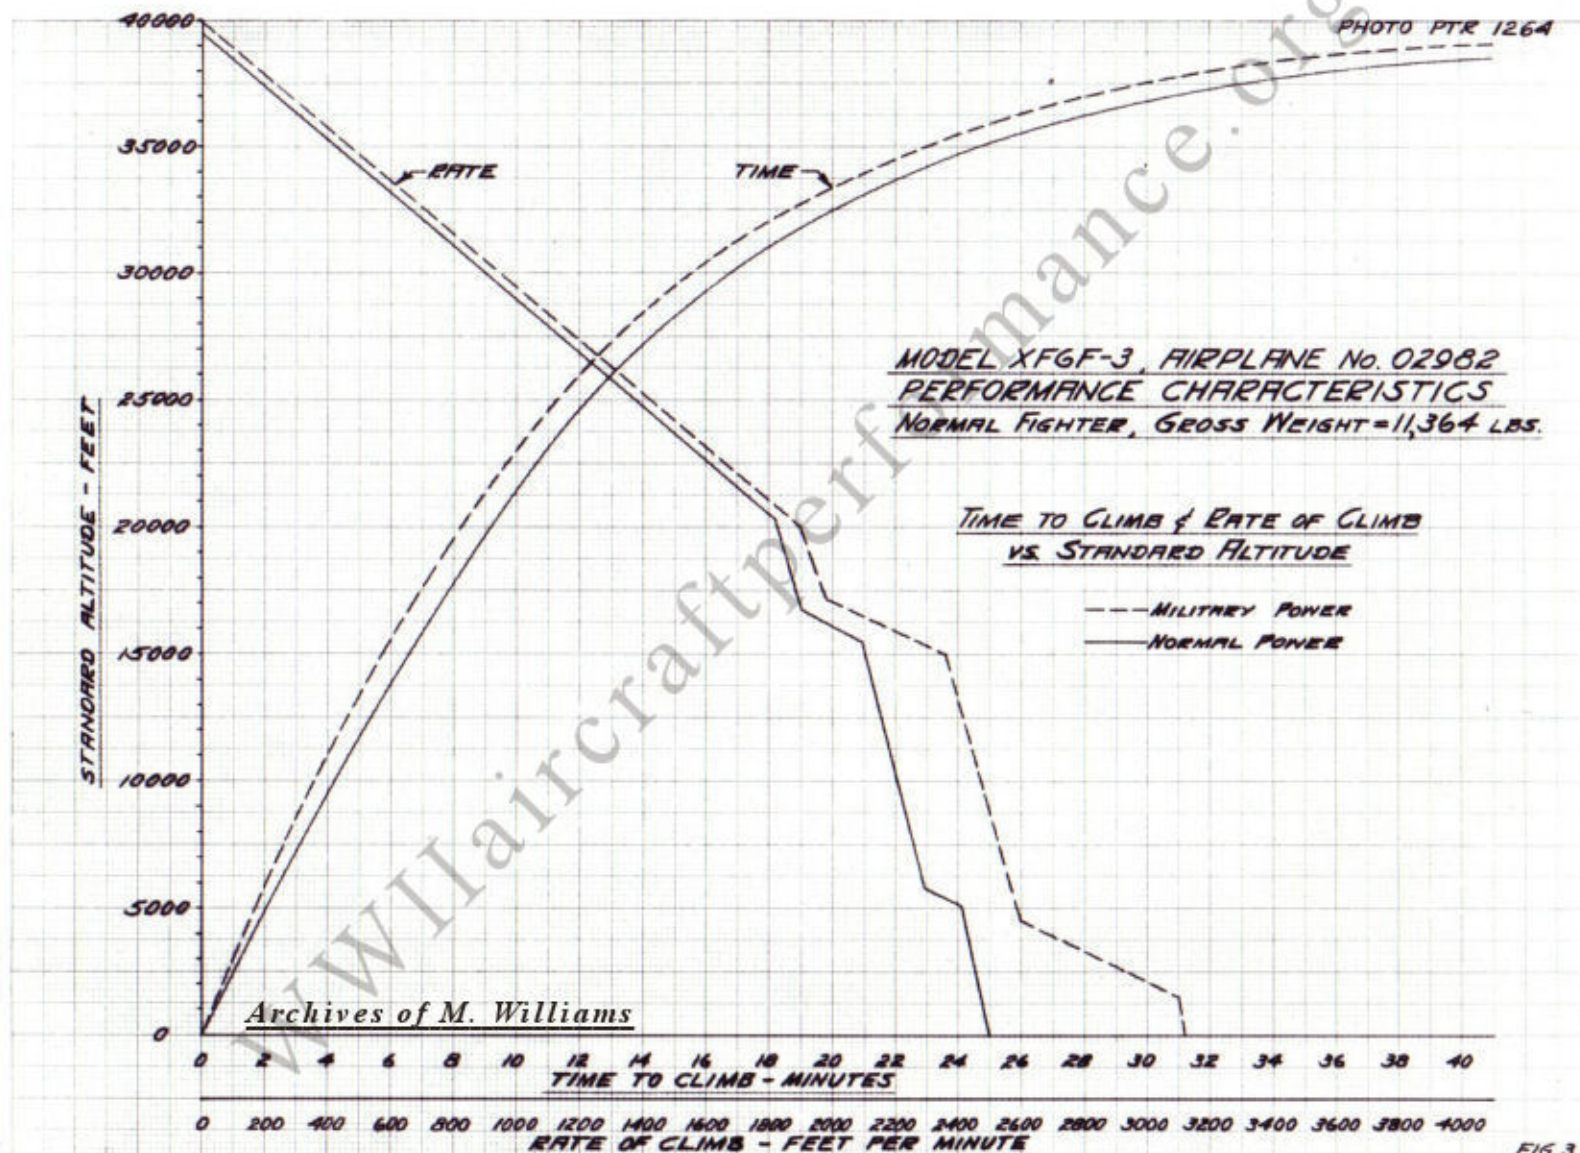 PHOTO PTR 1264
40000
35000
30000
25000
20000
15000
10000
5000
0
STANDARD ALTITUDE - FEET
RATE
TIME
MODEL XF6F-3, AIRPLANE No. 02982
PERFORMANCE CHARACTERISTICS
NORMAL FIGHTER, GROSS WEIGHT = 11,364 LBS.
TIME TO CLIMB & RATE OF CLIMB
VS. STANDARD ALTITUDE
MILITARY POWER
NORMAL POWER
WWIIaircraftperformance.org
Archives of M. Williams
0 2 4 6 8 10 12 14 16 18 20 22 24 26 28 30 32 34 36 38 40
TIME TO CLIMB - MINUTES
0 200 400 600 800 1000 1200 1400 1600 1800 2000 2200 2400 2600 2800 3000 3200 3400 3600 3800 4000
RATE OF CLIMB - FEET PER MINUTE
FIG. 3